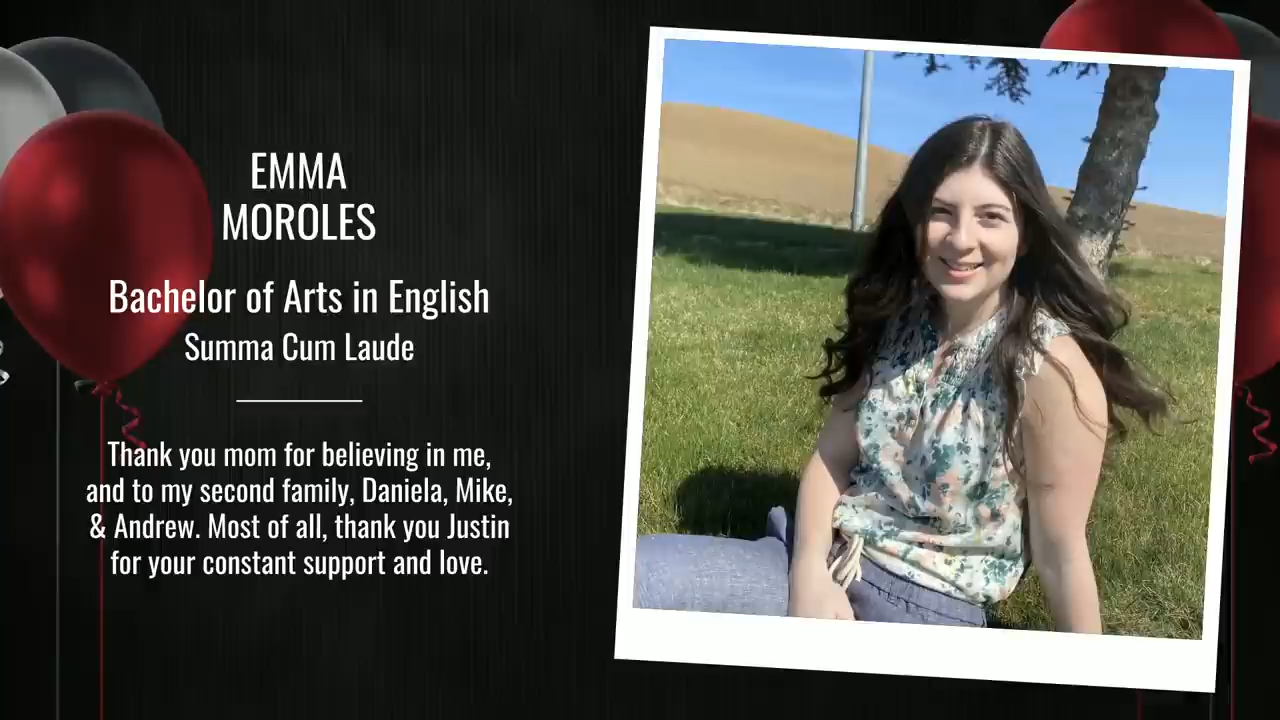 EMMA
MOROLES
Bachelor of Arts in English
Summa Cum Laude
Thank you mom for believing in me,
and to my second family, Daniela, Mike,
& Andrew. Most of all, thank you Justin
for your constant support and love.